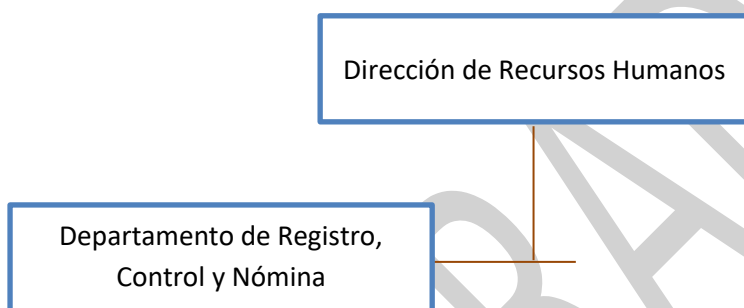 Dirección de Recursos Humanos
Departamento de Registro,
Control y Nómina